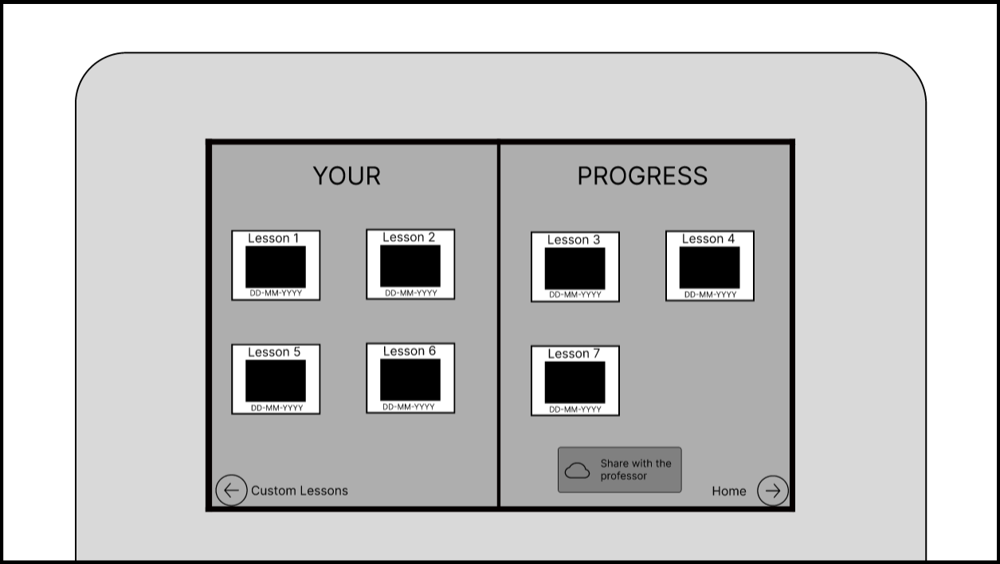 YOUR
PROGRESS
Lesson 1
DD-MM-YYYY
Lesson 2
DD-MM-YYYY
Lesson 3
DD-MM-YYYY
Lesson 4
DD-MM-YYYY
Lesson 5
DD-MM-YYYY
Lesson 6
DD-MM-YYYY
Lesson 7
DD-MM-YYYY
Share with the
professor
Custom Lessons
Home